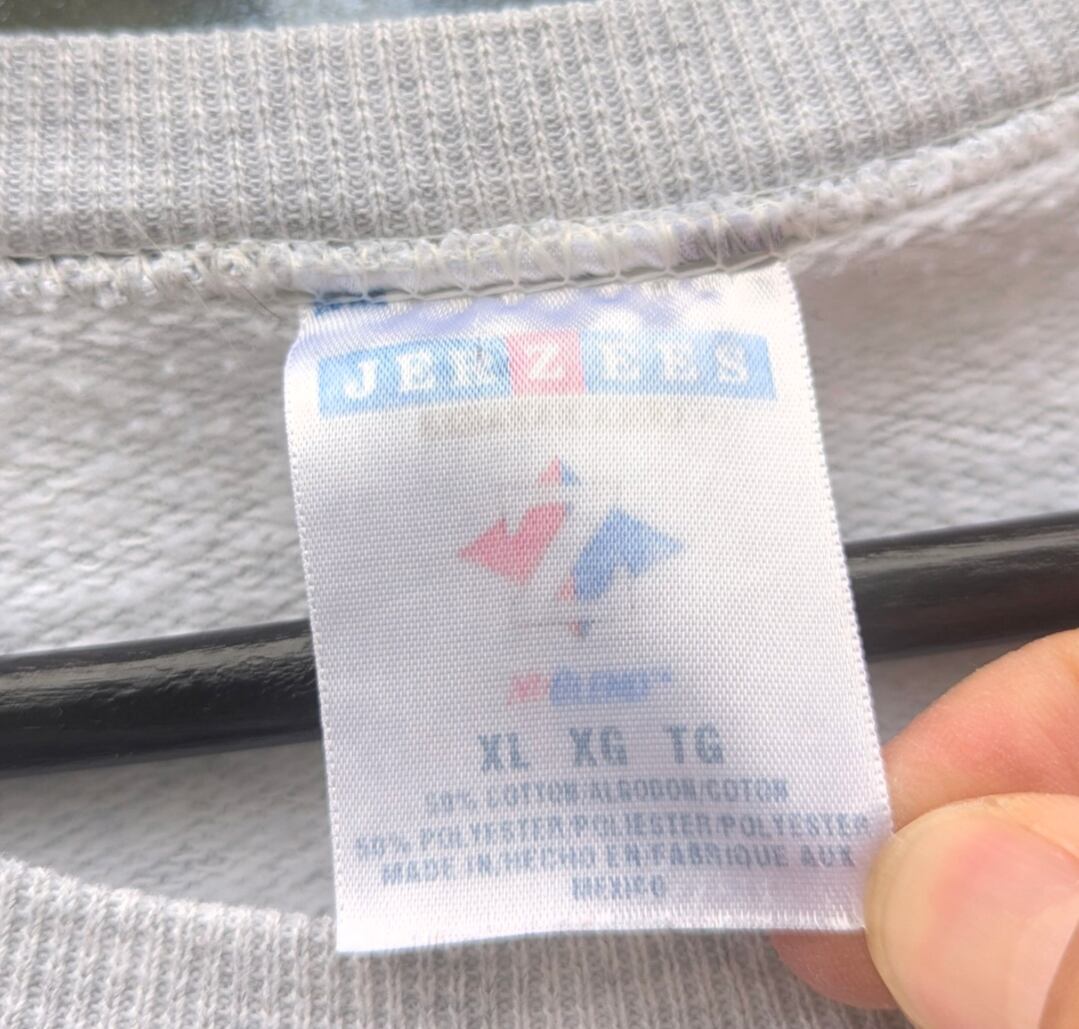 JERZEES
NUBLEND™
XL XG TG
50% COTTON/ALGODON/COTON
50% POLYESTER/POLIESTER/POLYESTER
MADE IN/HECHO EN/FABRIQUE AUX
MEXICO